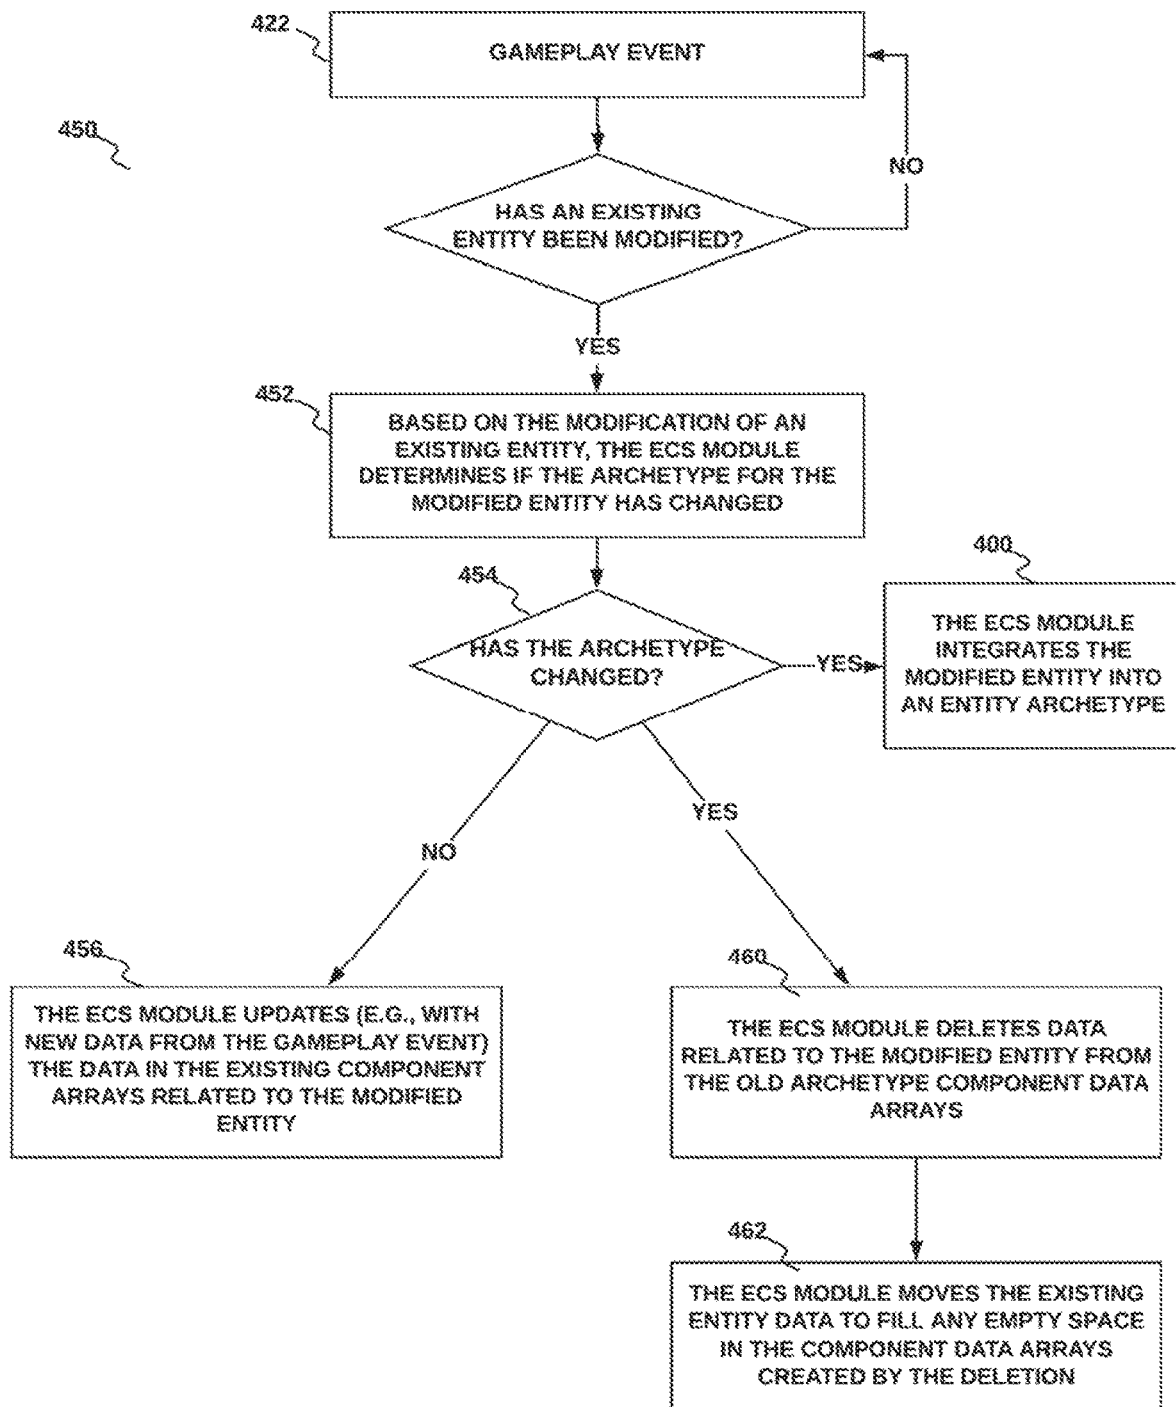 422
GAMEPLAY EVENT
450
NO
HAS AN EXISTING
ENTITY BEEN MODIFIED?
YES
452
BASED ON THE MODIFICATION OF AN
EXISTING ENTITY, THE ECS MODULE
DETERMINES IF THE ARCHETYPE FOR THE
MODIFIED ENTITY HAS CHANGED
400
454
HAS THE ARCHETYPE
CHANGED?
YES
THE ECS MODULE
INTEGRATES THE
MODIFIED ENTITY INTO
AN ENTITY ARCHETYPE
YES
NO
456
THE ECS MODULE UPDATES (E.G., WITH
NEW DATA FROM THE GAMEPLAY EVENT)
THE DATA IN THE EXISTING COMPONENT
ARRAYS RELATED TO THE MODIFIED
ENTITY
460
THE ECS MODULE DELETES DATA
RELATED TO THE MODIFIED ENTITY FROM
THE OLD ARCHETYPE COMPONENT DATA
ARRAYS
462
THE ECS MODULE MOVES THE EXISTING
ENTITY DATA TO FILL ANY EMPTY SPACE
IN THE COMPONENT DATA ARRAYS
CREATED BY THE DELETION